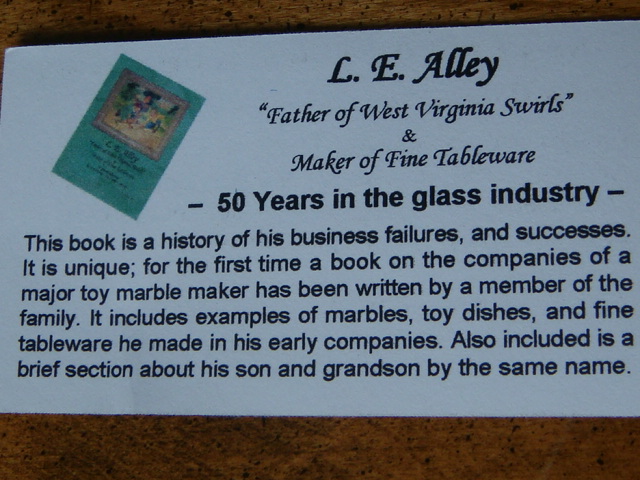 L. E. Alley
"Father of West Virginia Swirls"
&
Maker of Fine Tableware
– 50 Years in the glass industry –
This book is a history of his business failures, and successes.
It is unique; for the first time a book on the companies of a
major toy marble maker has been written by a member of the
family. It includes examples of marbles, toy dishes, and fine
tableware he made in his early companies. Also included is a
brief section about his son and grandson by the same name.
L. E. Alley